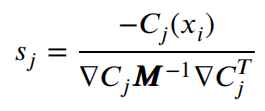 s_j = \frac{-C_j(x_i)}{\nabla C_j \boldsymbol{M}^{-1} \nabla C_j^T}